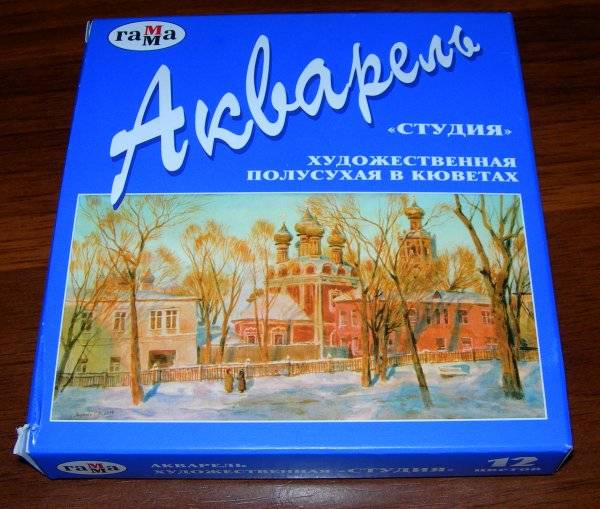 гамма
Акварель
«СТУДИЯ»
ХУДОЖЕСТВЕННАЯ
ПОЛУСУХАЯ В КЮВЕТАХ
гамма
АКВАРЕЛЬ
ХУДОЖЕСТВЕННАЯ «СТУДИЯ»
12
цветов